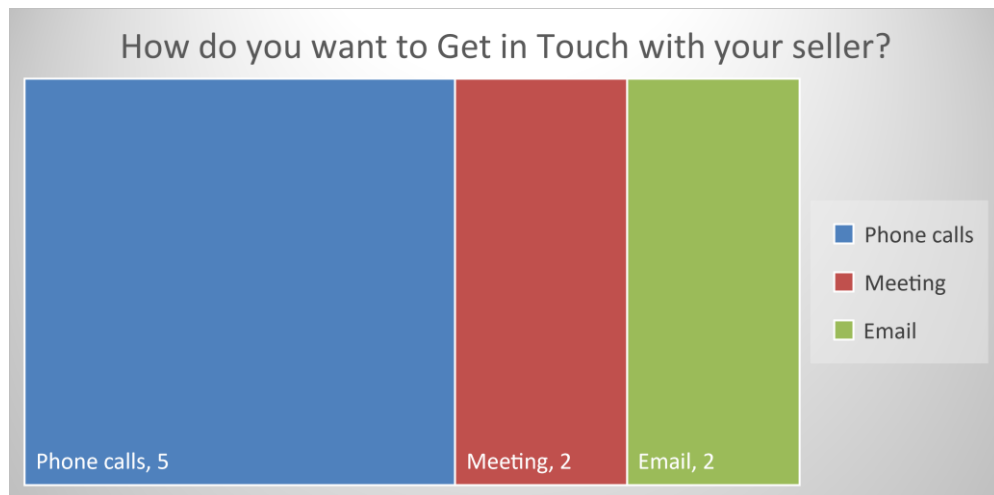 How do you want to Get in Touch with your seller?
Phone calls, 5
Meeting, 2
Email, 2
Phone calls
Meeting
Email